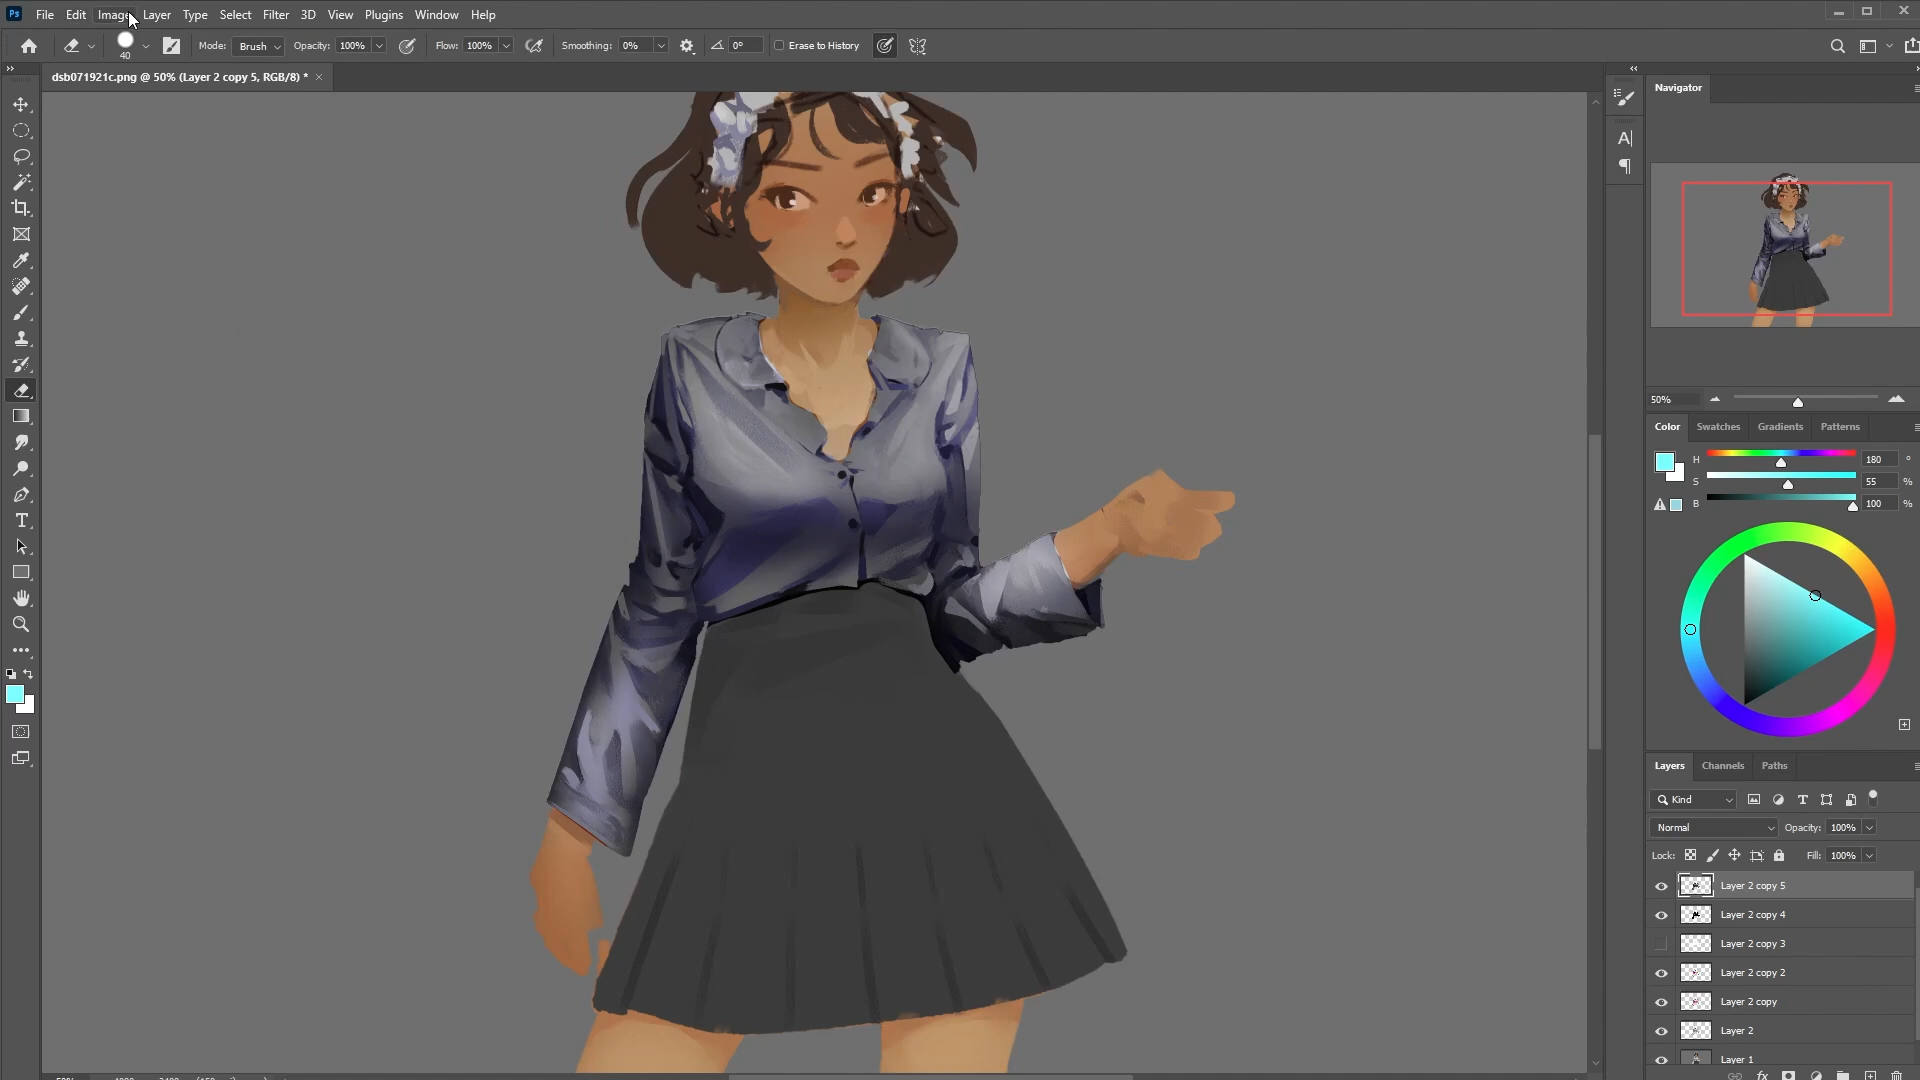 Ps File Edit Image Layer Type Select Filter 3D View Plugins Window Help
40 Mode: Brush Opacity: 100% Flow: 100% Smoothing: 0% 0° Erase to History
dsb071921c.png @ 50% (Layer 2 copy 5, RGB/8) * ×
Navigator
50%
Color Swatches Gradients Patterns
H 180 °
S 55 %
B 100 %
Layers Channels Paths
Kind
Normal Opacity: 100%
Lock: Fill: 100%
Layer 2 copy 5
Layer 2 copy 4
Layer 2 copy 3
Layer 2 copy 2
Layer 2 copy
Layer 2
Layer 1
fx